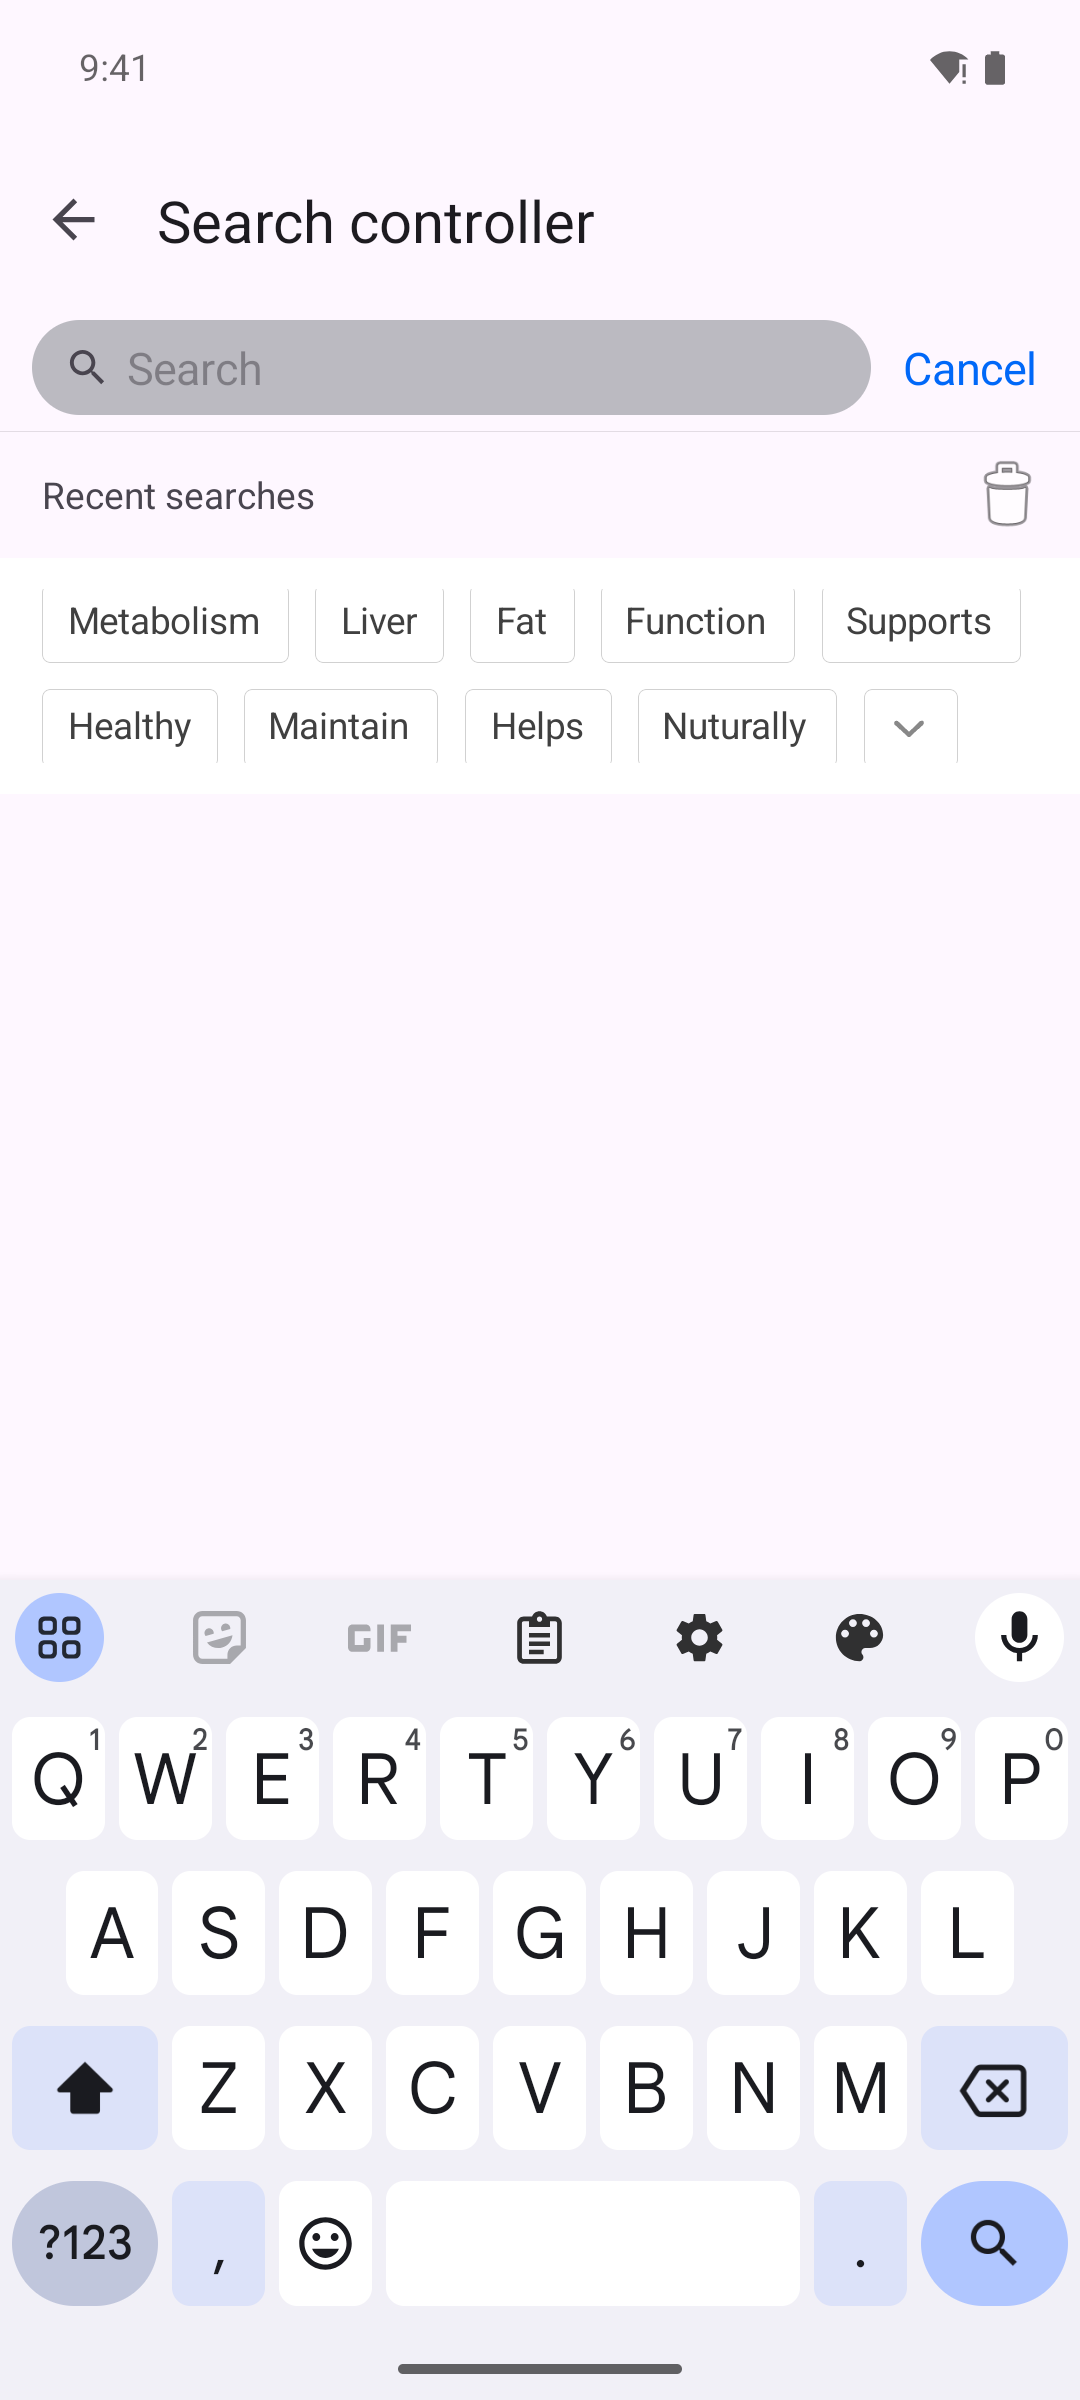 9:41
Search controller
Search Cancel
Recent searches
Metabolism Liver Fat Function Supports
Healthy Maintain Helps Nuturally
GIF
Q1 W2 E3 R4 T5 Y6 U7 I8 O9 P0
A S D F G H J K L
Z X C V B N M
?123 , .